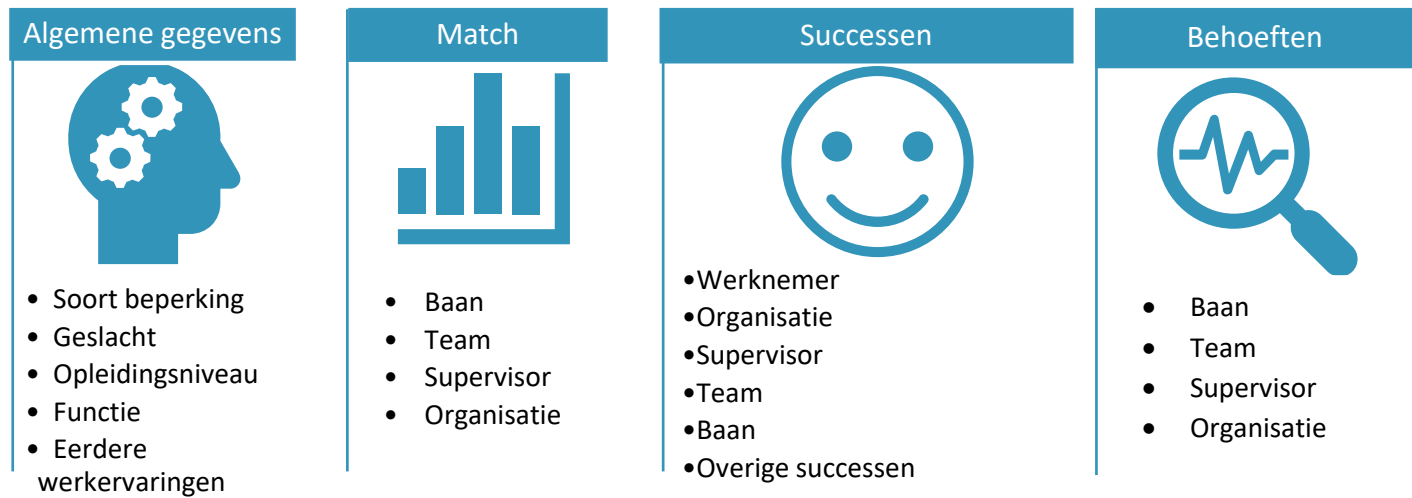 Algemene gegevens
• Soort beperking
• Geslacht
• Opleidingsniveau
• Functie
• Eerdere
werkervaringen
Match
• Baan
• Team
• Supervisor
• Organisatie
Successen
•Werknemer
•Organisatie
•Supervisor
•Team
•Baan
•Overige successen
Behoeften
• Baan
• Team
• Supervisor
• Organisatie